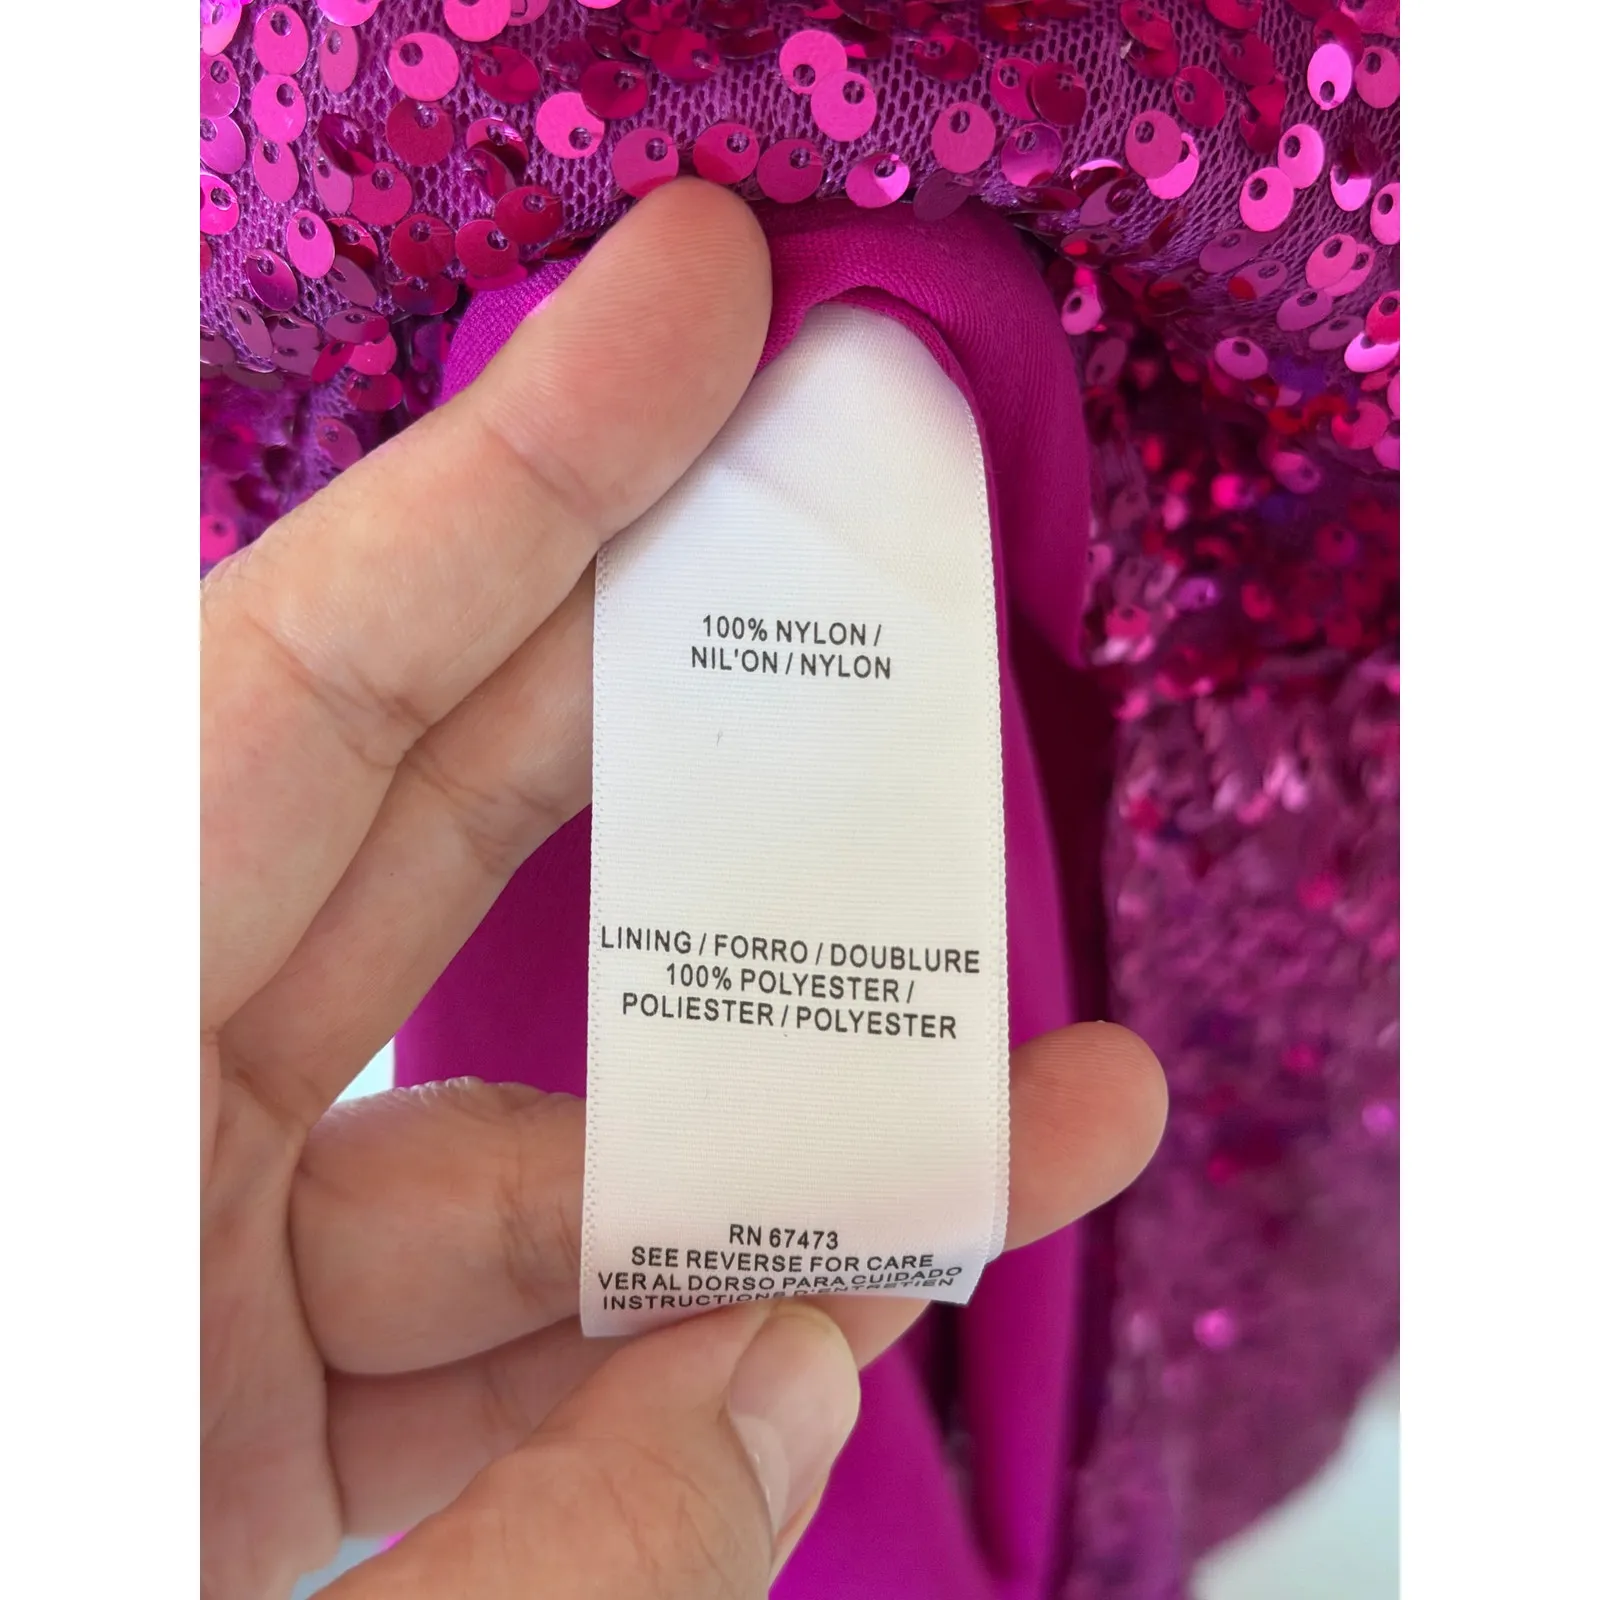 100% NYLON /
NIL'ON / NYLON
LINING / FORRO / DOUBLURE
100% POLYESTER /
POLIESTER / POLYESTER
RN 67473
SEE REVERSE FOR CARE
VER AL DORSO PARA CUIDADO
INSTRUCTIONS D'ENTRETIEN